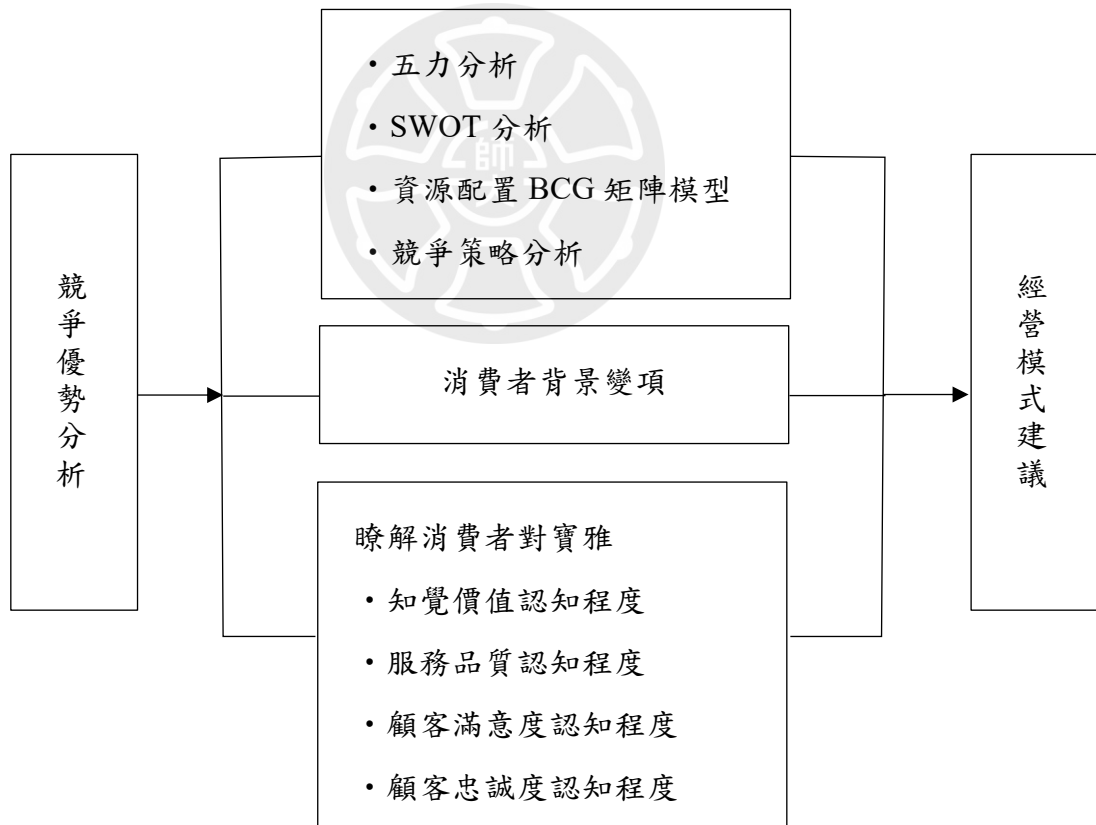 競爭優勢分析
・五力分析
・SWOT 分析
・資源配置 BCG 矩陣模型
・競爭策略分析
消費者背景變項
瞭解消費者對寶雅
・知覺價值認知程度
・服務品質認知程度
・顧客滿意度認知程度
・顧客忠誠度認知程度
經營模式建議
師